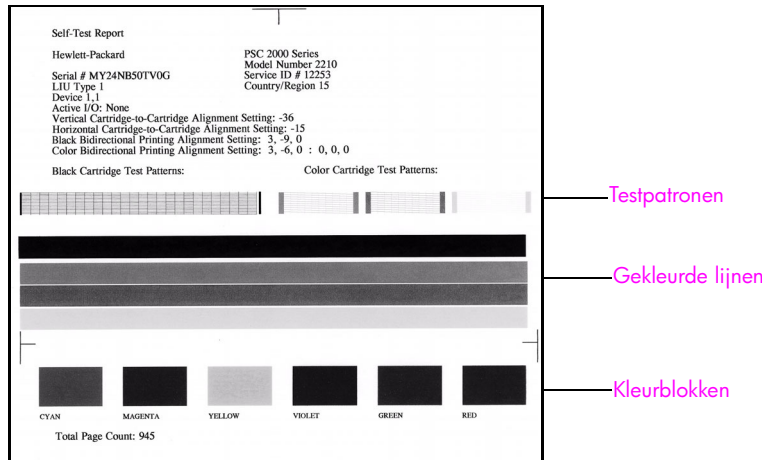 Self-Test Report
Hewlett-Packard
PSC 2000 Series
Model Number 2210
Serial # MY24NB50TV0G
Service ID # 12253
LIU Type 1
Country/Region 15
Device 1,1
Active I/O: None
Vertical Cartridge-to-Cartridge Alignment Setting: -36
Horizontal Cartridge-to-Cartridge Alignment Setting: -15
Black Bidirectional Printing Alignment Setting: 3, -9, 0
Color Bidirectional Printing Alignment Setting: 3, -6, 0 : 0, 0, 0
Black Cartridge Test Patterns:
Color Cartridge Test Patterns:
Testpatronen
Gekleurde lijnen
Kleurblokken
CYAN
MAGENTA
YELLOW
VIOLET
GREEN
RED
Total Page Count: 945